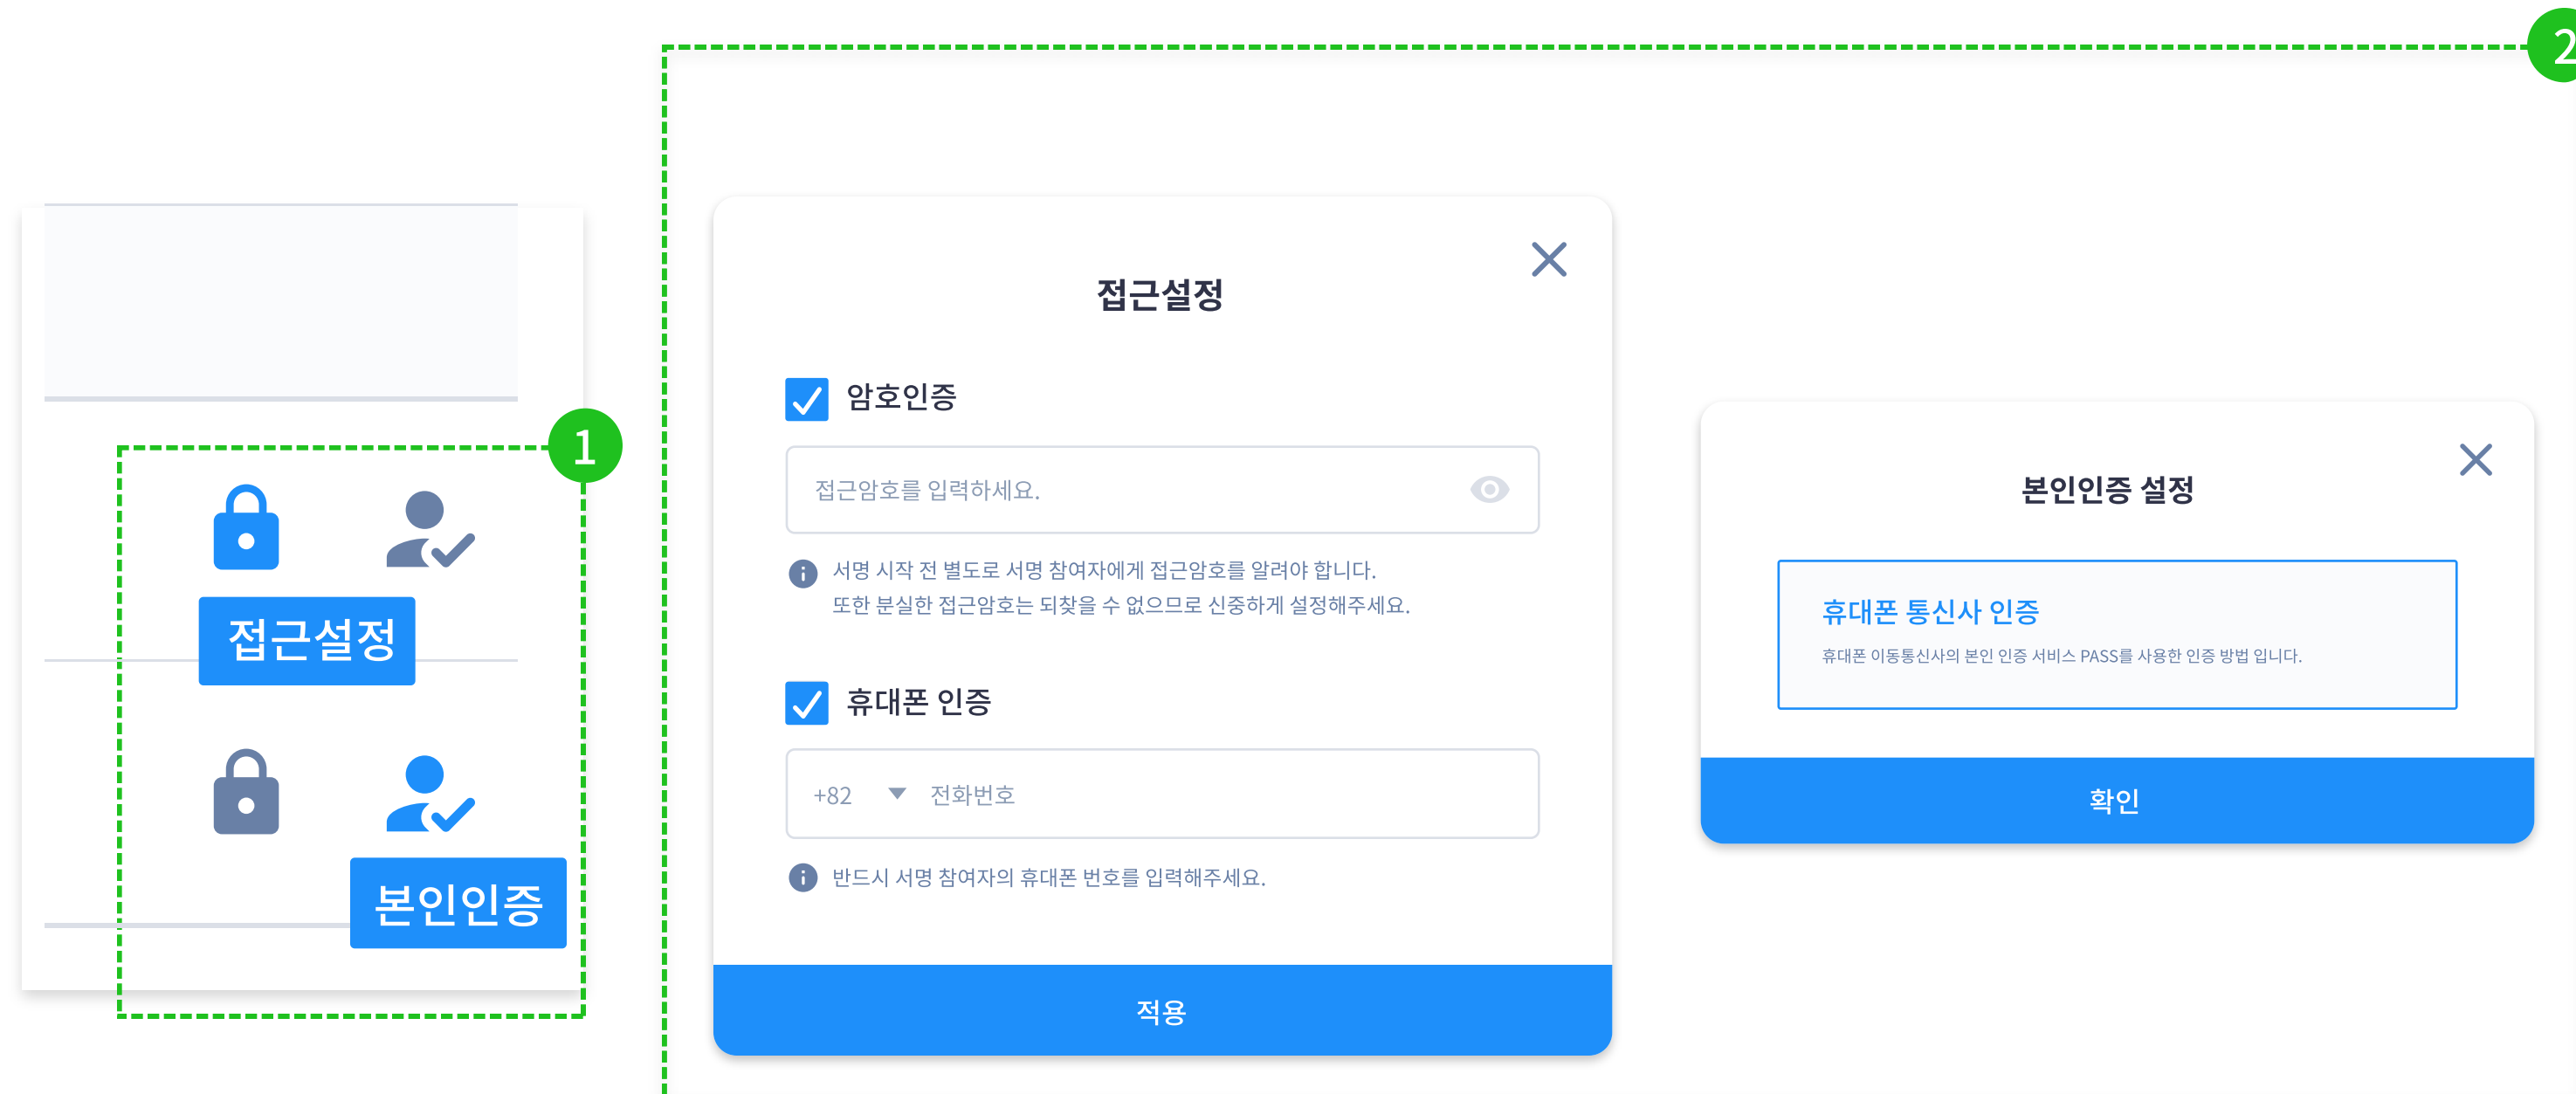 1
접근설정
본인인증
2
접근설정
암호인증
접근암호를 입력하세요.
서명 시작 전 별도로 서명 참여자에게 접근암호를 알려야 합니다.
또한 분실한 접근암호는 되찾을 수 없으므로 신중하게 설정해주세요.
휴대폰 인증
+82 전화번호
반드시 서명 참여자의 휴대폰 번호를 입력해주세요.
적용
본인인증 설정
휴대폰 통신사 인증
휴대폰 이동통신사의 본인 인증 서비스 PASS를 사용한 인증 방법 입니다.
확인